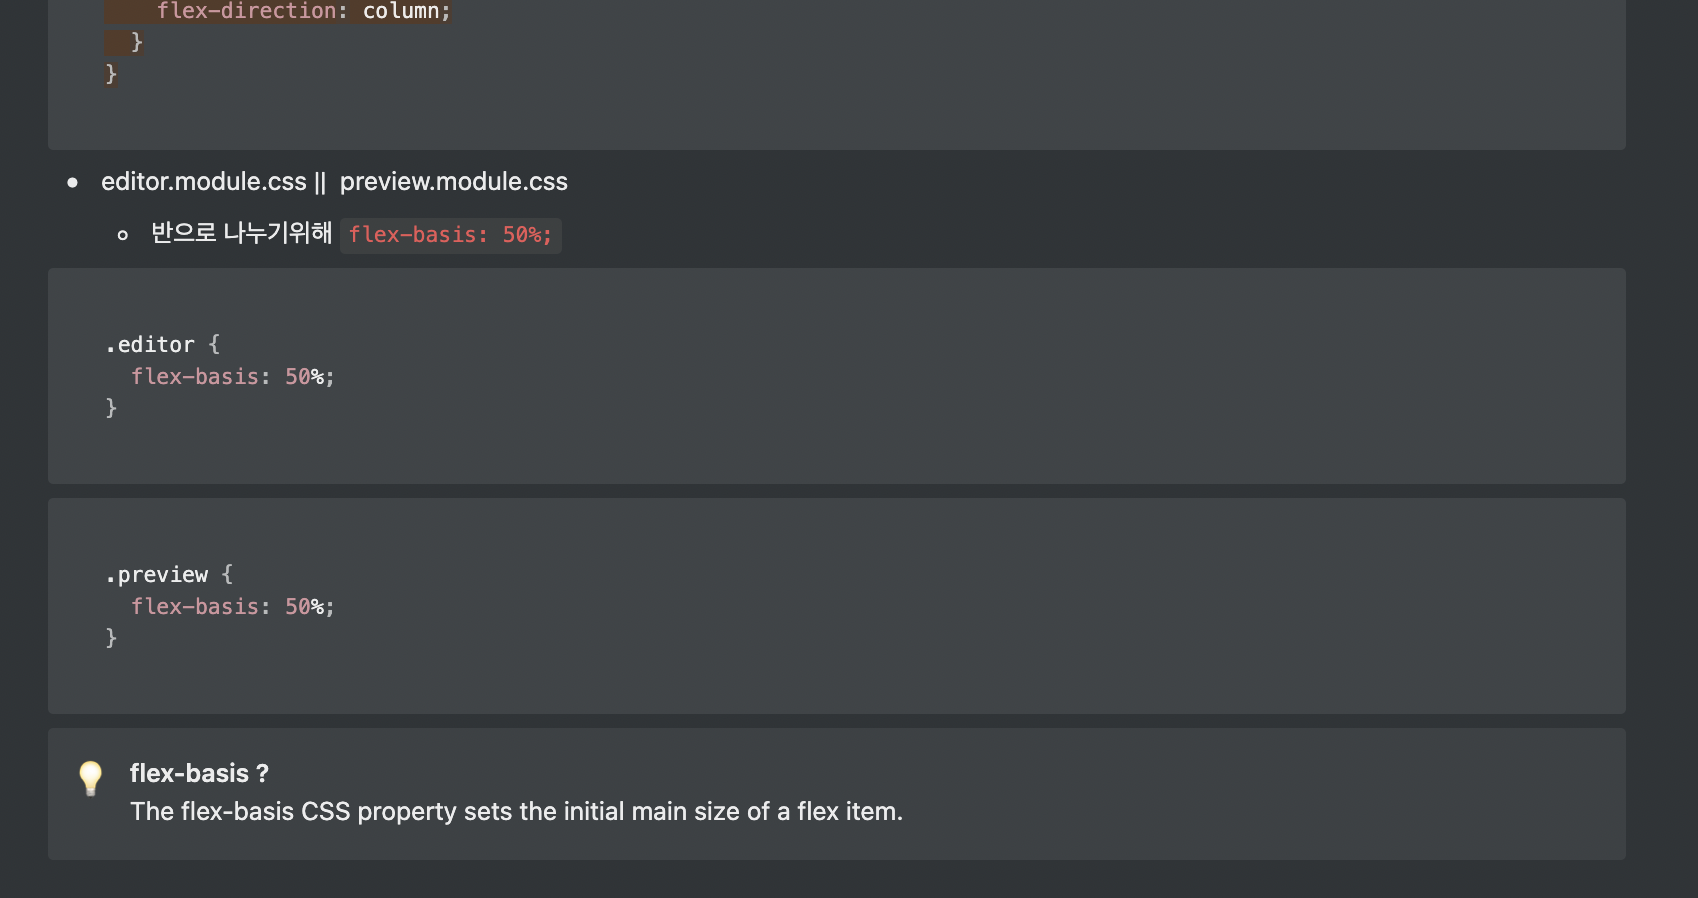 flex-direction: column;
}
}
editor.module.css || preview.module.css
반으로 나누기위해 flex-basis: 50%;
.editor {
flex-basis: 50%;
}
.preview {
flex-basis: 50%;
}
flex-basis ?
The flex-basis CSS property sets the initial main size of a flex item.